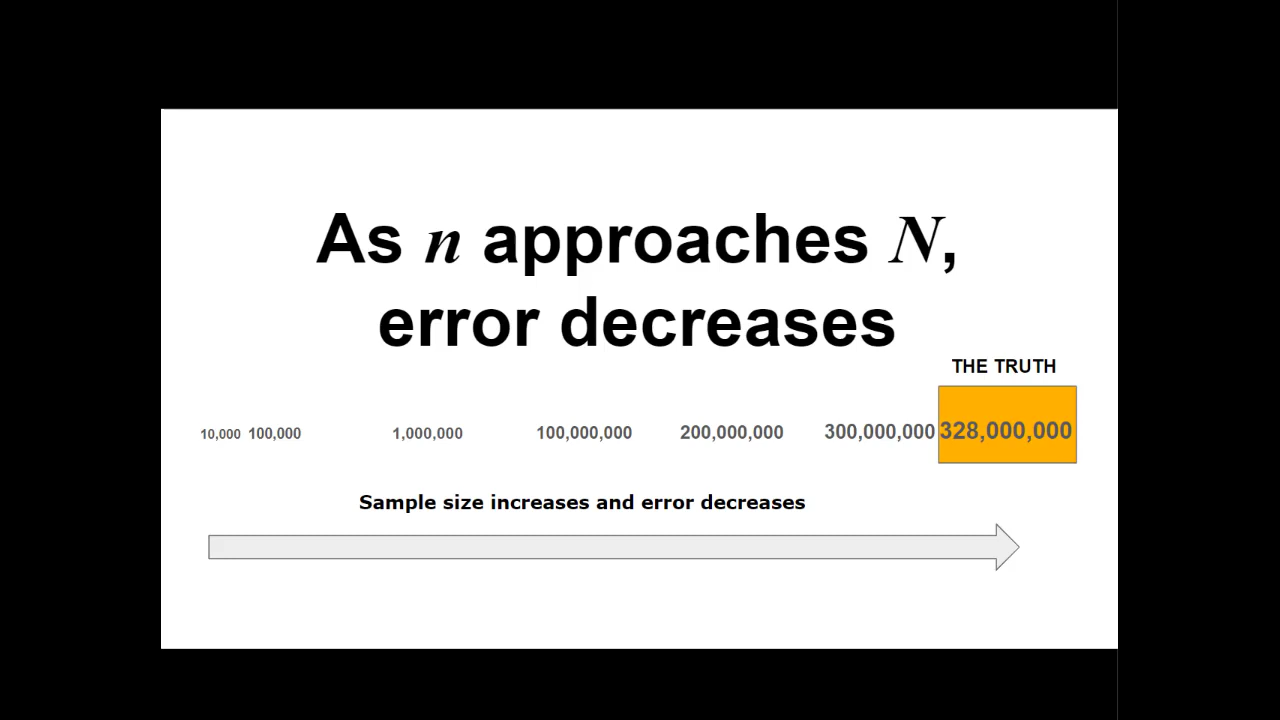 As n approaches N,
error decreases
THE TRUTH
10,000 100,000 1,000,000 100,000,000 200,000,000 300,000,000 328,000,000
Sample size increases and error decreases